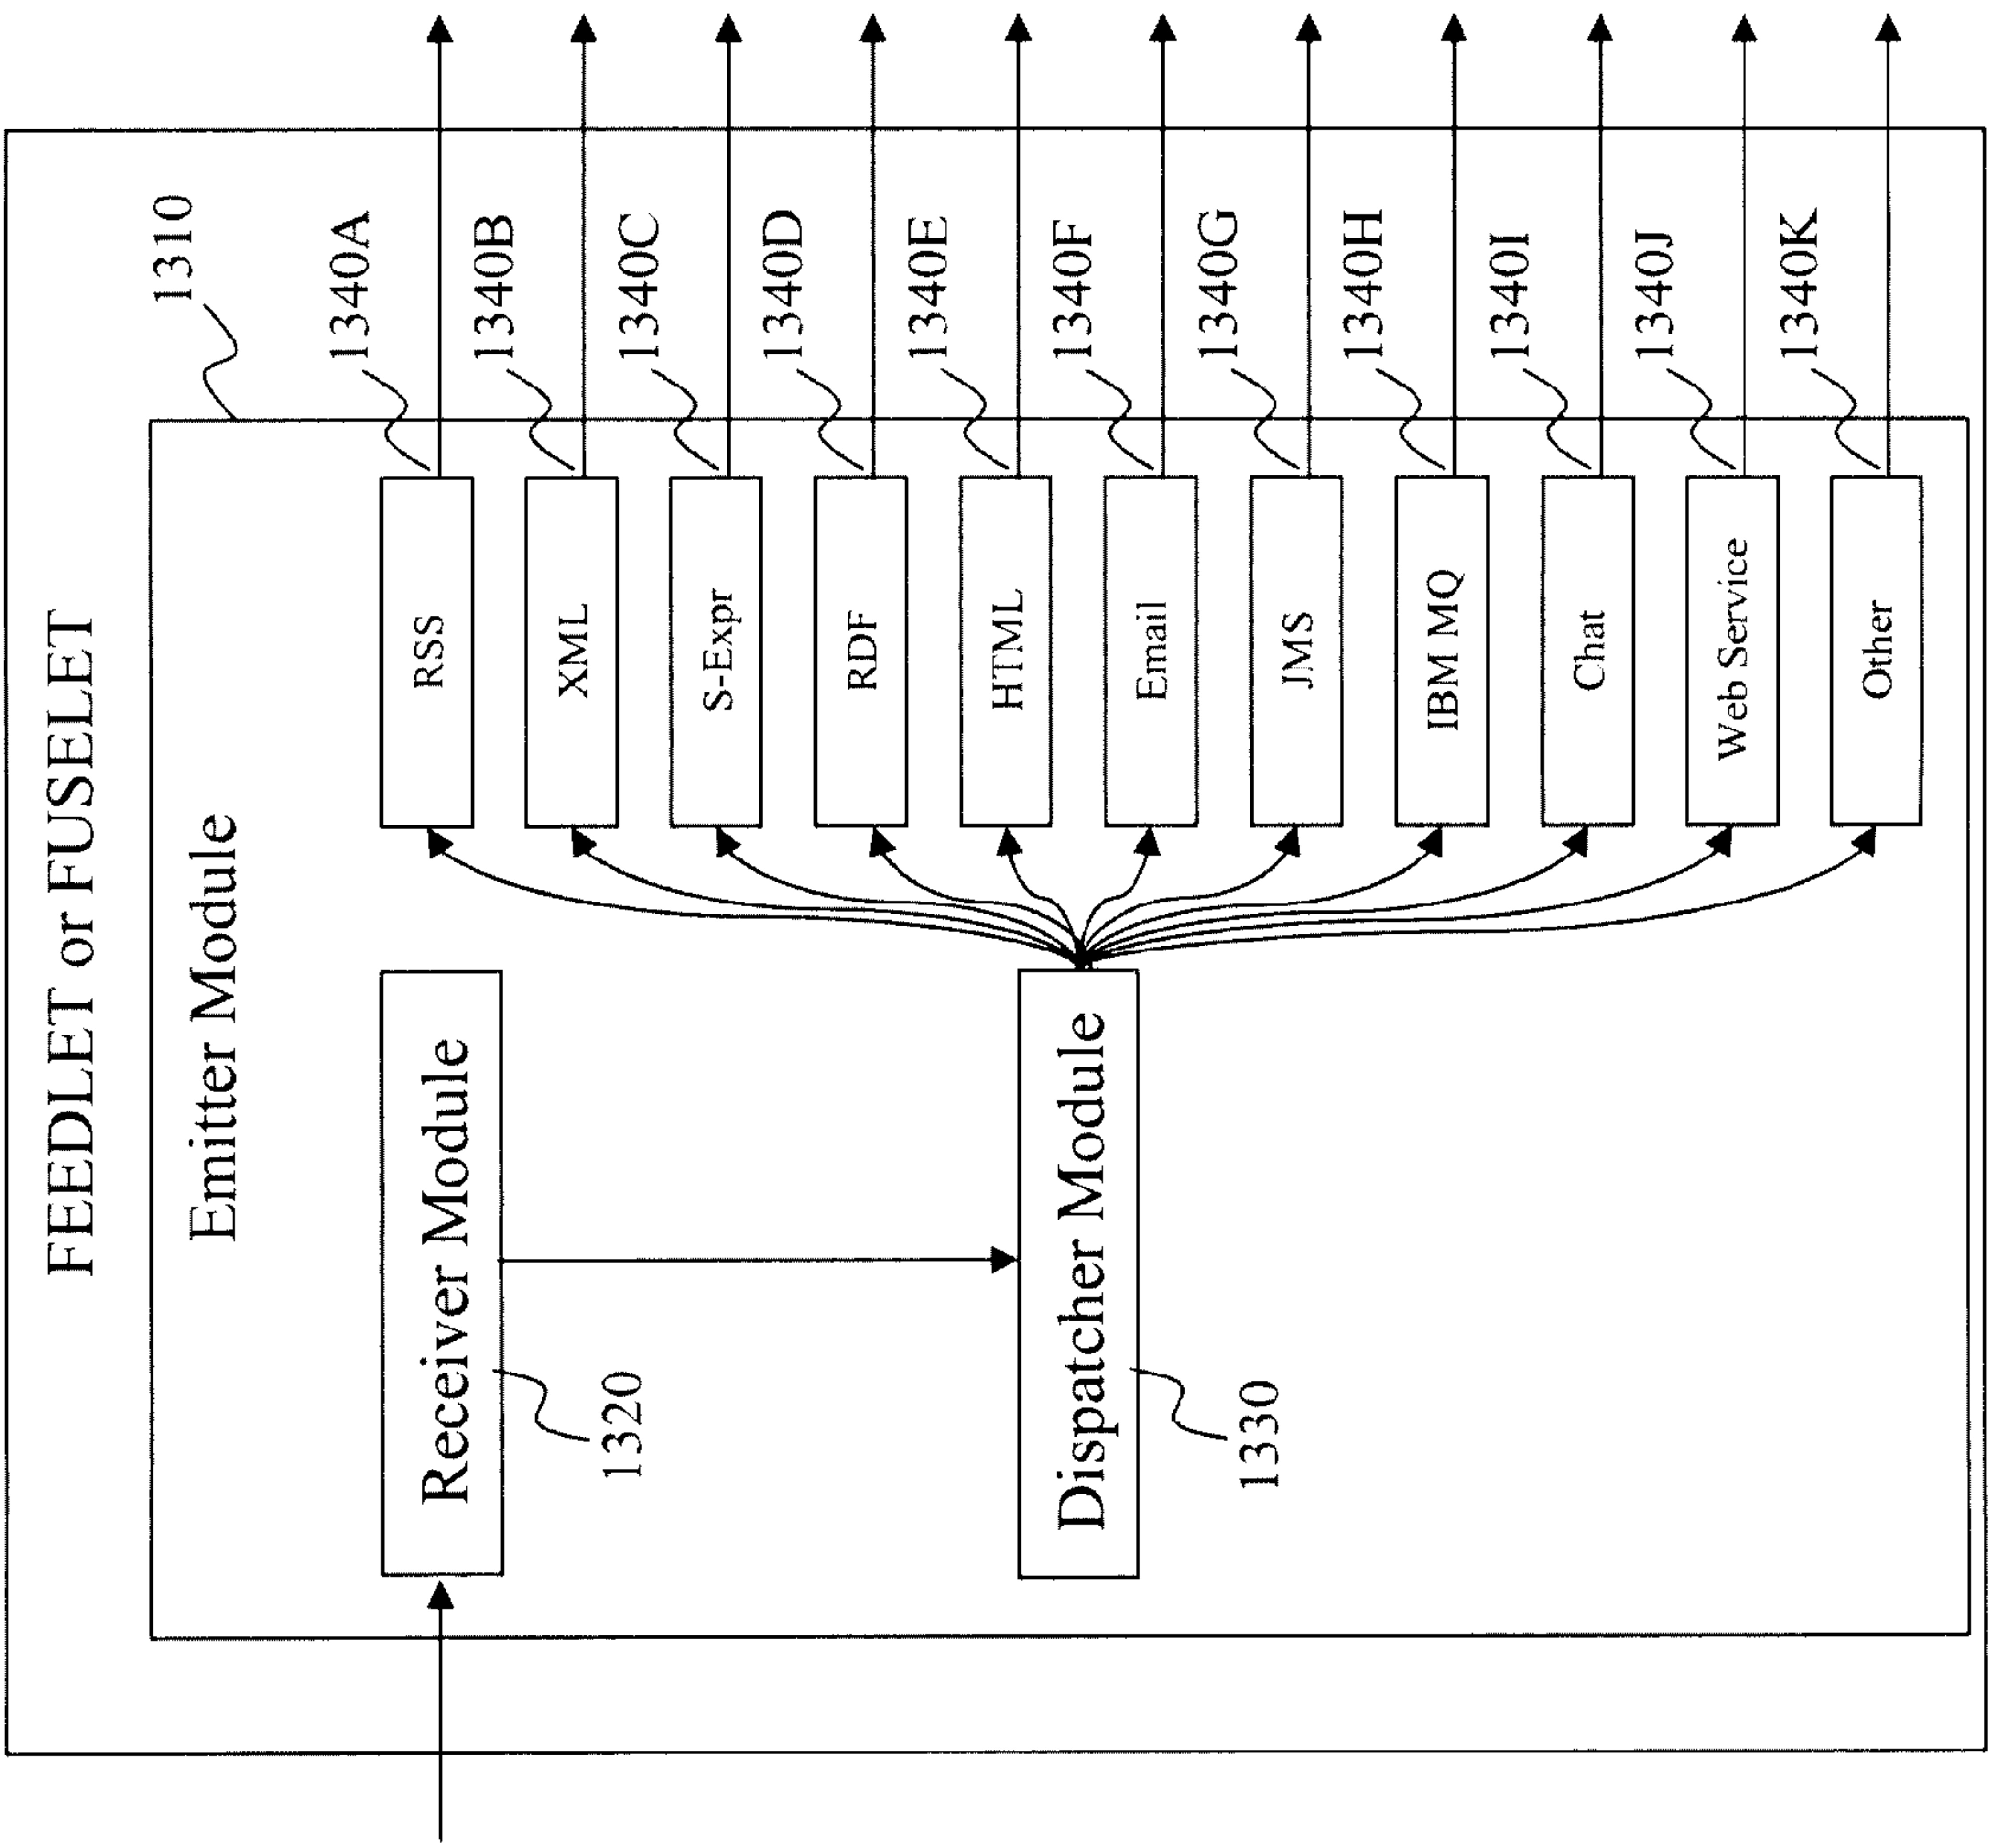 FEEDLET or FUSELET
Emitter Module
1310
Receiver Module
1320
Dispatcher Module
1330
RSS
1340A
XML
1340B
S-Expr
1340C
RDF
1340D
HTML
1340E
Email
1340F
JMS
1340G
IBM MQ
1340H
Chat
1340I
Web Service
1340J
Other
1340K